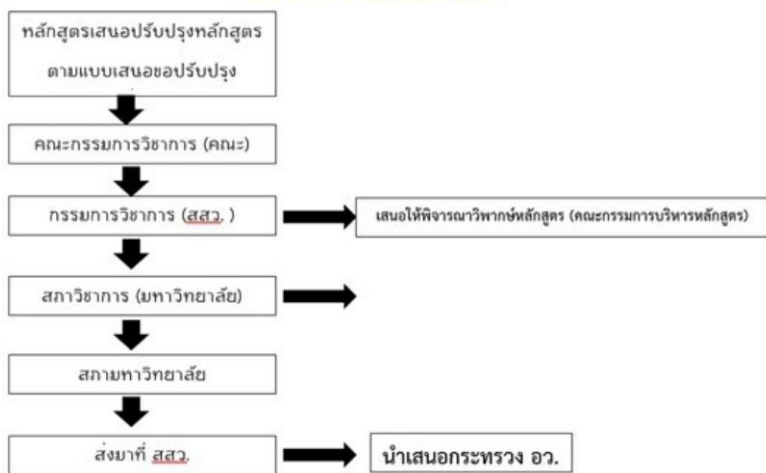 หลักสูตรเสนอปรับปรุงหลักสูตร
ตามแบบเสนอขอปรับปรุง
คณะกรรมการวิชาการ (คณะ)
กรรมการวิชาการ (สสว. )
เสนอให้พิจารณาวิพากษ์หลักสูตร (คณะกรรมการบริหารหลักสูตร)
สภาวิชาการ (มหาวิทยาลัย)
สภามหาวิทยาลัย
ส่งมาที่ สสว.
นำเสนอกระทรวง อว.